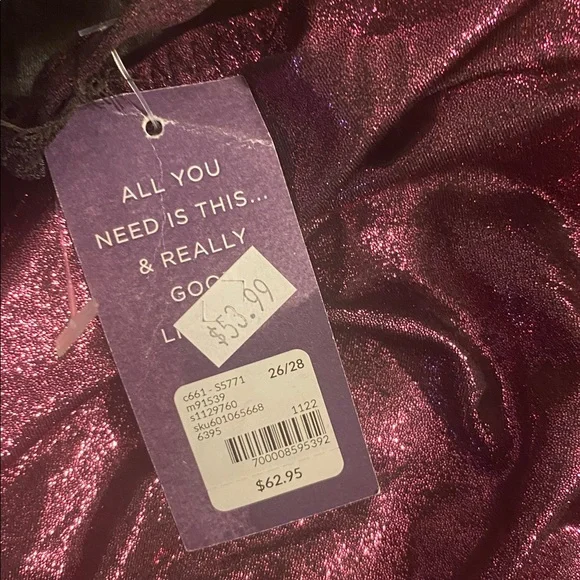 ALL YOU
NEED IS THIS...
& REALLY
$53.99
c661 - S5771 26/28
m91539
s1129760
sku601065668
6395 1122
700008595392
$62.95